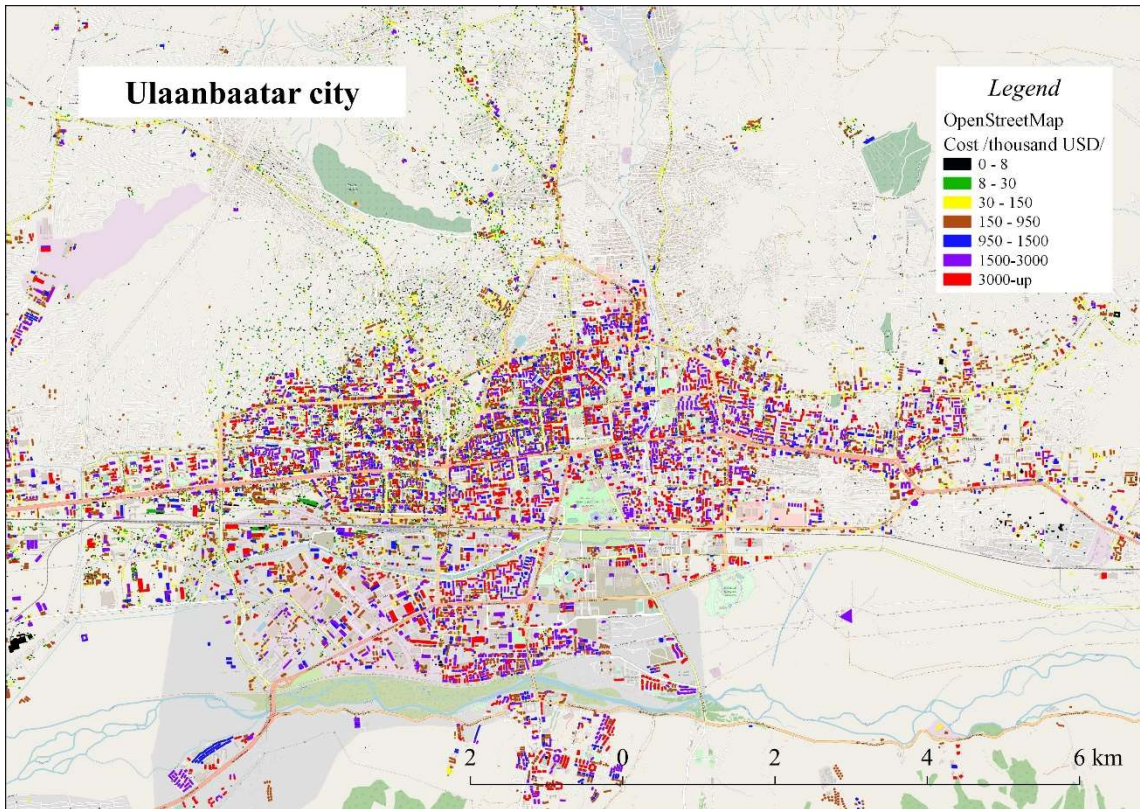 Ulaanbaatar city
Legend
OpenStreetMap
Cost /thousand USD/
0 - 8
8 - 30
30 - 150
150 - 950
950 - 1500
1500-3000
3000-up
2 0 2 4 6 km